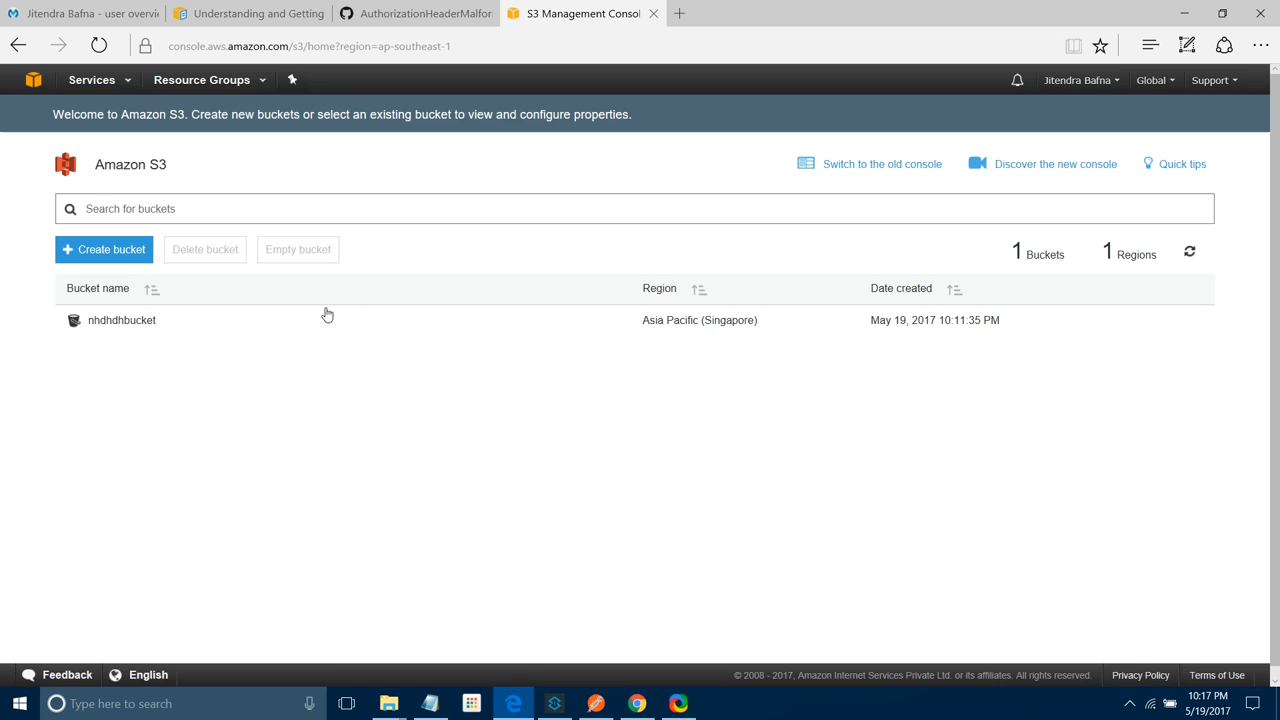 Jitendra Bafna - user overvi
Understanding and Getting
AuthorizationHeaderMalfor
S3 Management Consol
console.aws.amazon.com/s3/home?region=ap-southeast-1
Services
Resource Groups
Jitendra Bafna
Global
Support
Welcome to Amazon S3. Create new buckets or select an existing bucket to view and configure properties.
Amazon S3
Switch to the old console
Discover the new console
Quick tips
Search for buckets
Create bucket
Delete bucket
Empty bucket
1 Buckets
1 Regions
Bucket name
Region
Date created
nhdhdhbucket
Asia Pacific (Singapore)
May 19, 2017 10:11:35 PM
Feedback
English
© 2008 - 2017, Amazon Internet Services Private Ltd. or its affiliates. All rights reserved.
Privacy Policy
Terms of Use
Type here to search
10:17 PM
5/19/2017